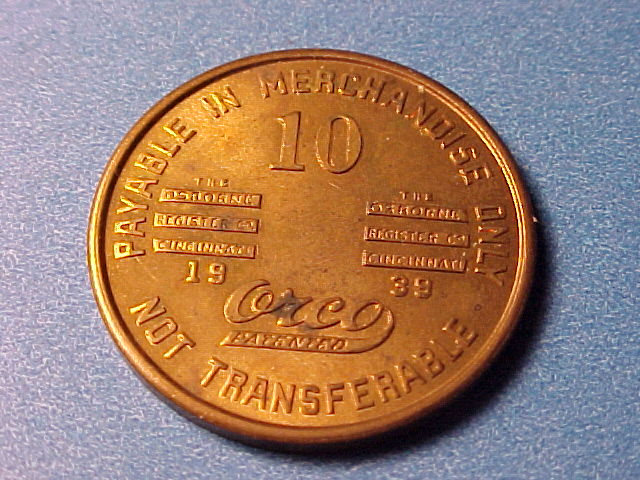 PAYABLE IN MERCHANDISE ONLY
10
THE
OSBORNE
REGISTER CO
CINCINNATI
19
THE
OSBORNE
REGISTER CO
CINCINNATI
39
Orco
PATENTED
NOT TRANSFERABLE